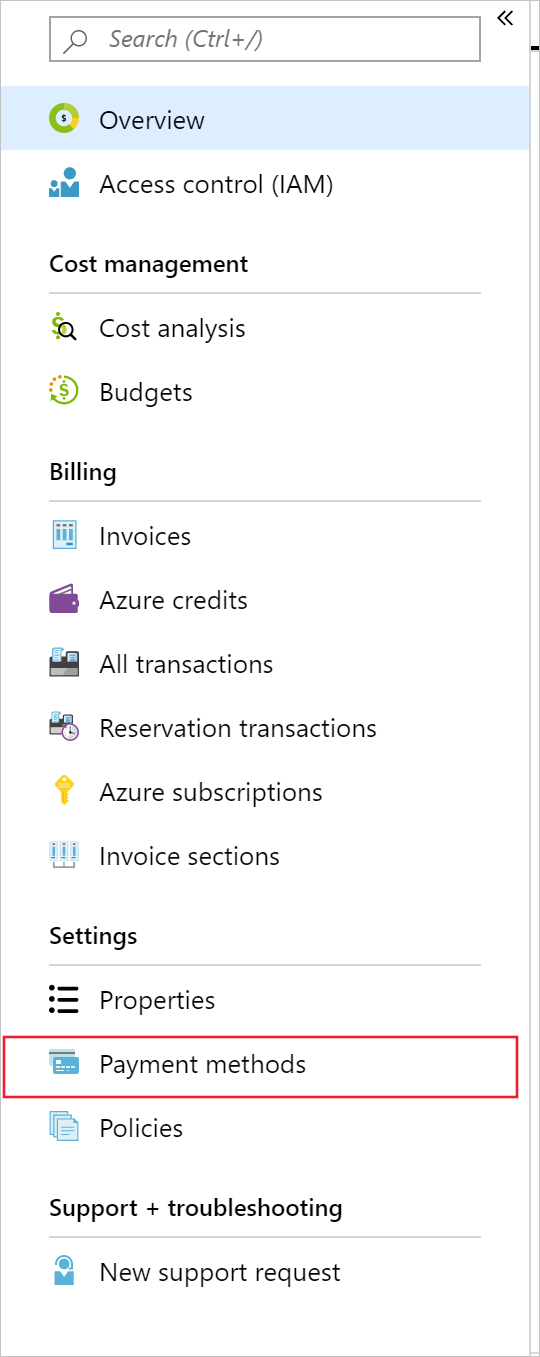 Search (Ctrl+/)
Overview
Access control (IAM)
Cost management
Cost analysis
Budgets
Billing
Invoices
Azure credits
All transactions
Reservation transactions
Azure subscriptions
Invoice sections
Settings
Properties
Payment methods
Policies
Support + troubleshooting
New support request